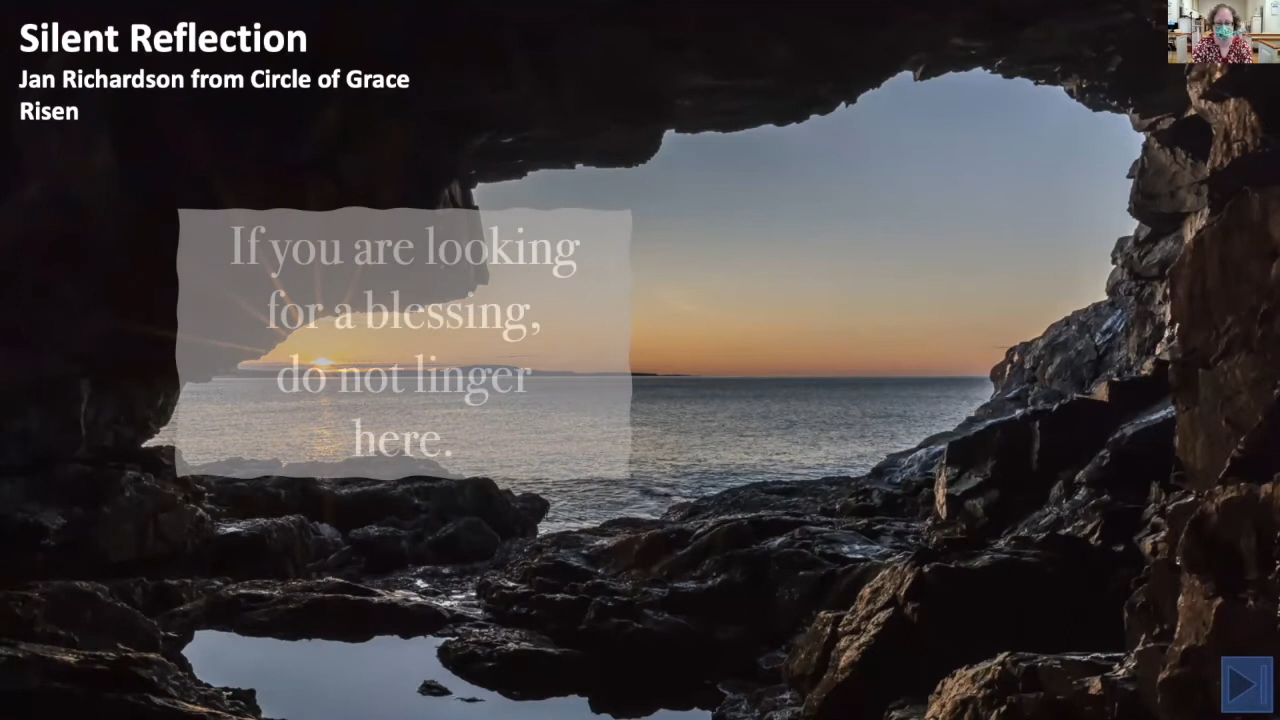 Silent Reflection
Jan Richardson from Circle of Grace
Risen
If you are looking
for a blessing,
do not linger
here.